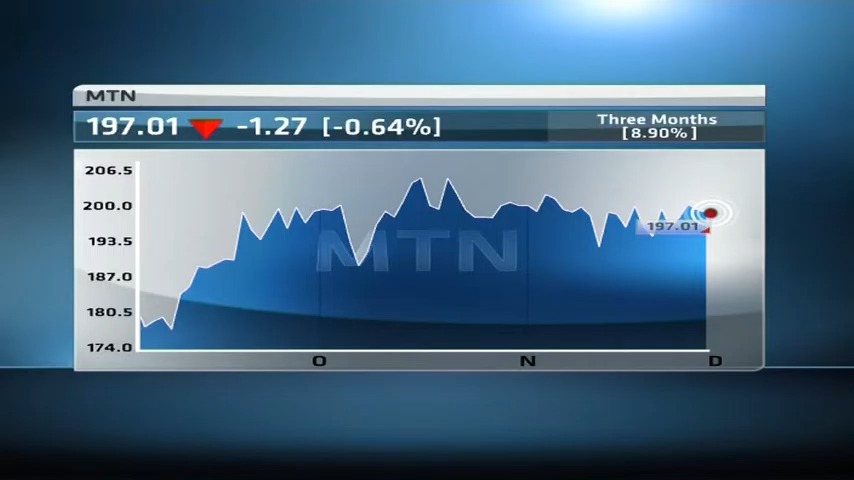 MTN
197.01 -1.27 [-0.64%]
Three Months
[8.90%]
206.5
200.0
193.5
187.0
180.5
174.0
MTN
197.01
O N D